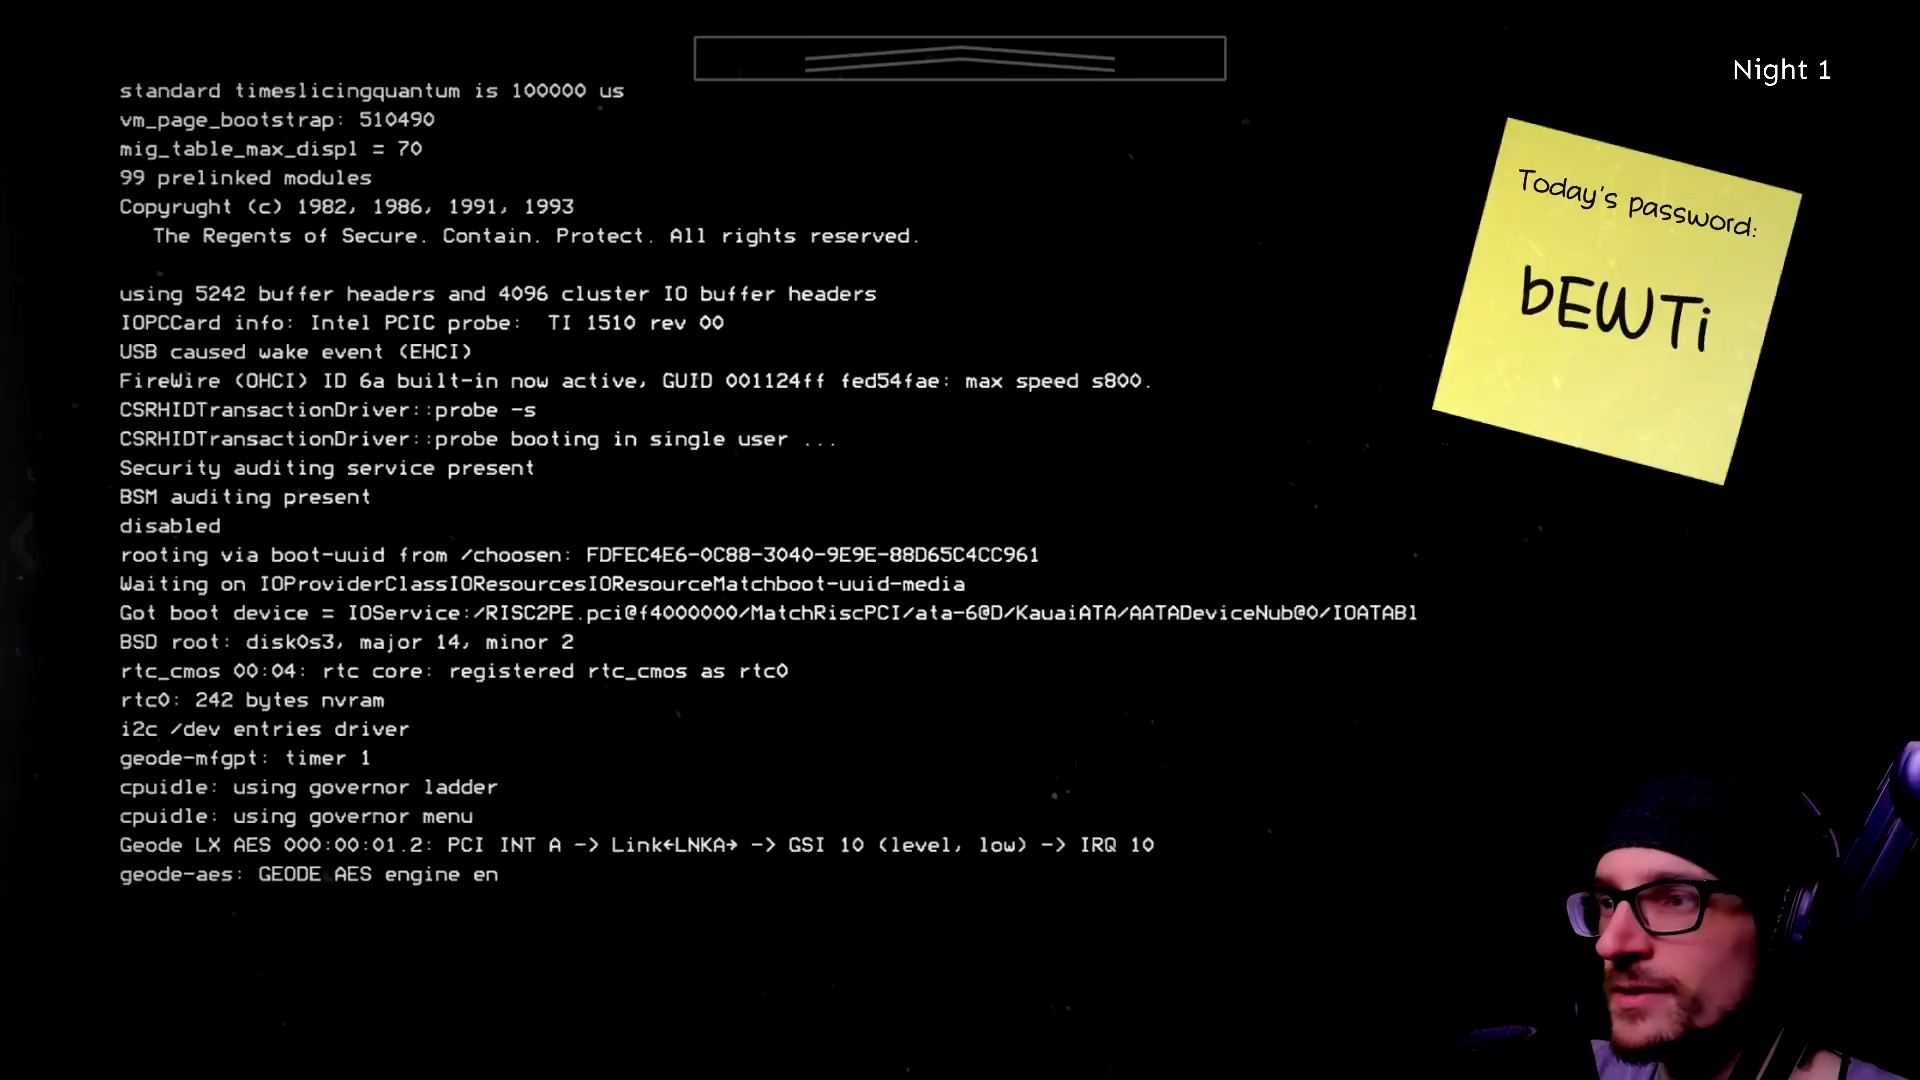 standard timeslicingquantum is 100000 us
vm_page_bootstrap: 510490
mig_table_max_displ = 70
99 prelinked modules
Copyrught (c) 1982, 1986, 1991, 1993
The Regents of Secure. Contain. Protect. All rights reserved.
using 5242 buffer headers and 4096 cluster IO buffer headers
IOPCCard info: Intel PCIC probe: TI 1510 rev 00
USB caused wake event (EHCI)
FireWire (OHCI) ID 6a built-in now active, GUID 001124ff fed54fae: max speed s800.
CSRHIDTransactionDriver::probe -s
CSRHIDTransactionDriver::probe booting in single user ...
Security auditing service present
BSM auditing present
disabled
rooting via boot-uuid from /choosen: FDFEC4E6-0C88-3040-9E9E-88D65C4CC961
Waiting on IOProviderClassIOResourcesIOResourceMatchboot-uuid-media
Got boot device = IOService:/RISC2PE.pci@f4000000/MatchRiscPCI/ata-6@D/KauaiATA/AATADeviceNub@0/IOATABl
BSD root: disk0s3, major 14, minor 2
rtc_cmos 00:04: rtc core: registered rtc_cmos as rtc0
rtc0: 242 bytes nvram
i2c /dev entries driver
geode-mfgpt: timer 1
cpuidle: using governor ladder
cpuidle: using governor menu
Geode LX AES 000:00:01.2: PCI INT A -> Link←LNKA→ -> GSI 10 (level, low) -> IRQ 10
geode-aes: GEODE AES engine en
Night 1
Today's password:
bEWTi